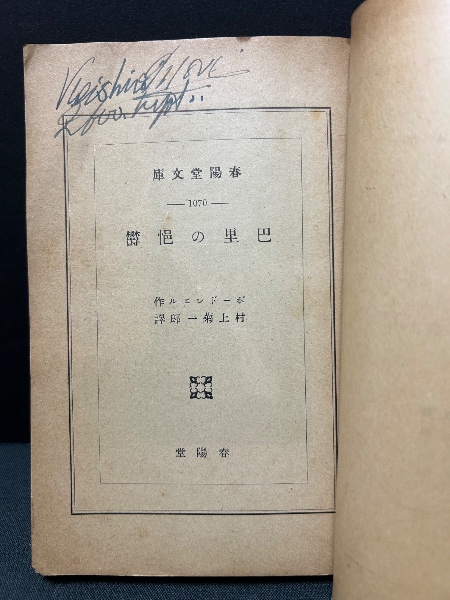 春陽堂文庫
— 1070 —
巴里の悒鬱
ボードレエル作
村上菊一郎譯
春陽堂